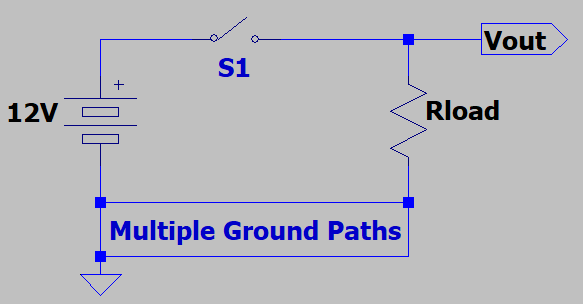 S1
Vout
+
12V
Rload
Multiple Ground Paths